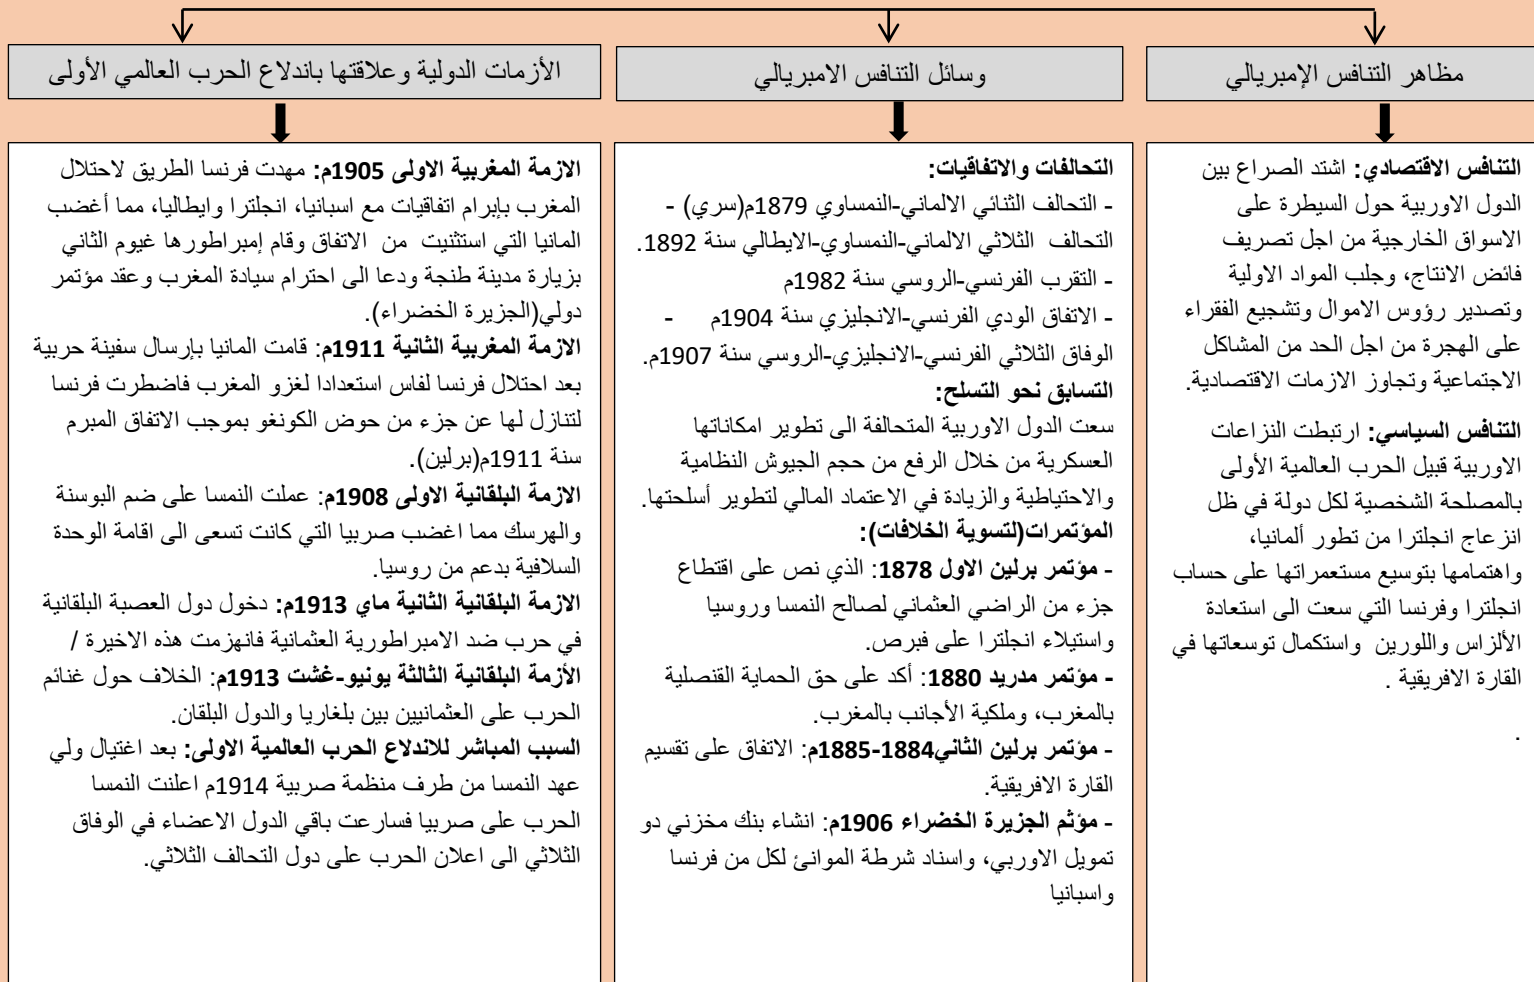 مظاهر التنافس الإمبريالي
التنافس الاقتصادي: اشتد الصراع بين
الدول الاوربية حول السيطرة على
الاسواق الخارجية من اجل تصريف
فائض الانتاج، وجلب المواد الاولية
وتصدير رؤوس الاموال وتشجيع الفقراء
على الهجرة من اجل الحد من المشاكل
الاجتماعية وتجاوز الازمات الاقتصادية.
التنافس السياسي: ارتبطت النزاعات
الاوربية قبيل الحرب العالمية الأولى
بالمصلحة الشخصية لكل دولة في ظل
انزعاج انجلترا من تطور ألمانيا،
واهتمامها بتوسيع مستعمراتها على حساب
انجلترا وفرنسا التي سعت الى استعادة
الألزاس واللورين واستكمال توسعاتها في
القارة الافريقية .
.
وسائل التنافس الامبريالي
التحالفات والاتفاقيات:
- التحالف الثنائي الالماني-النمساوي 1879م(سري) -
التحالف الثلاثي الالماني-النمساوي-الايطالي سنة 1892.
- التقرب الفرنسي-الروسي سنة 1982م
- الاتفاق الودي الفرنسي-الانجليزي سنة 1904م -
الوفاق الثلاثي الفرنسي-الانجليزي-الروسي سنة 1907م.
التسابق نحو التسلح:
سعت الدول الاوربية المتحالفة الى تطوير امكاناتها
العسكرية من خلال الرفع من حجم الجيوش النظامية
والاحتياطية والزيادة في الاعتماد المالي لتطوير أسلحتها.
المؤتمرات(لتسوية الخلافات):
- مؤتمر برلين الاول 1878: الذي نص على اقتطاع
جزء من الراضي العثماني لصالح النمسا وروسيا
واستيلاء انجلترا على فبرص.
- مؤتمر مدريد 1880: أكد على حق الحماية القنصلية
بالمغرب، وملكية الأجانب بالمغرب.
- مؤتمر برلين الثاني1884-1885م: الاتفاق على تقسيم
القارة الافريقية.
- مؤثم الجزيرة الخضراء 1906م: انشاء بنك مخزني دو
تمويل الاوربي، واسناد شرطة الموانئ لكل من فرنسا
واسبانيا
الأزمات الدولية وعلاقتها باندلاع الحرب العالمي الأولى
الازمة المغربية الاولى 1905م: مهدت فرنسا الطريق لاحتلال
المغرب بإبرام اتفاقيات مع اسبانيا، انجلترا وايطاليا، مما أغضب
المانيا التي استثنيت من الاتفاق وقام إمبراطورها غيوم الثاني
بزيارة مدينة طنجة ودعا الى احترام سيادة المغرب وعقد مؤتمر
دولي(الجزيرة الخضراء).
الازمة المغربية الثانية 1911م: قامت المانيا بإرسال سفينة حربية
بعد احتلال فرنسا لفاس استعدادا لغزو المغرب فاضطرت فرنسا
لتتنازل لها عن جزء من حوض الكونغو بموجب الاتفاق المبرم
سنة 1911م(برلين).
الازمة البلقانية الاولى 1908م: عملت النمسا على ضم البوسنة
والهرسك مما اغضب صربيا التي كانت تسعى الى اقامة الوحدة
السلافية بدعم من روسيا.
الازمة البلقانية الثانية ماي 1913م: دخول دول العصبة البلقانية
في حرب ضد الامبراطورية العثمانية فانهزمت هذه الاخيرة /
الأزمة البلقانية الثالثة يونيو-غشت 1913م: الخلاف حول غنائم
الحرب على العثمانيين بين بلغاريا والدول البلقان.
السبب المباشر للاندلاع الحرب العالمية الاولى: بعد اغتيال ولي
عهد النمسا من طرف منظمة صربية 1914م اعلنت النمسا
الحرب على صربيا فسارعت باقي الدول الاعضاء في الوفاق
الثلاثي الى اعلان الحرب على دول التحالف الثلاثي.